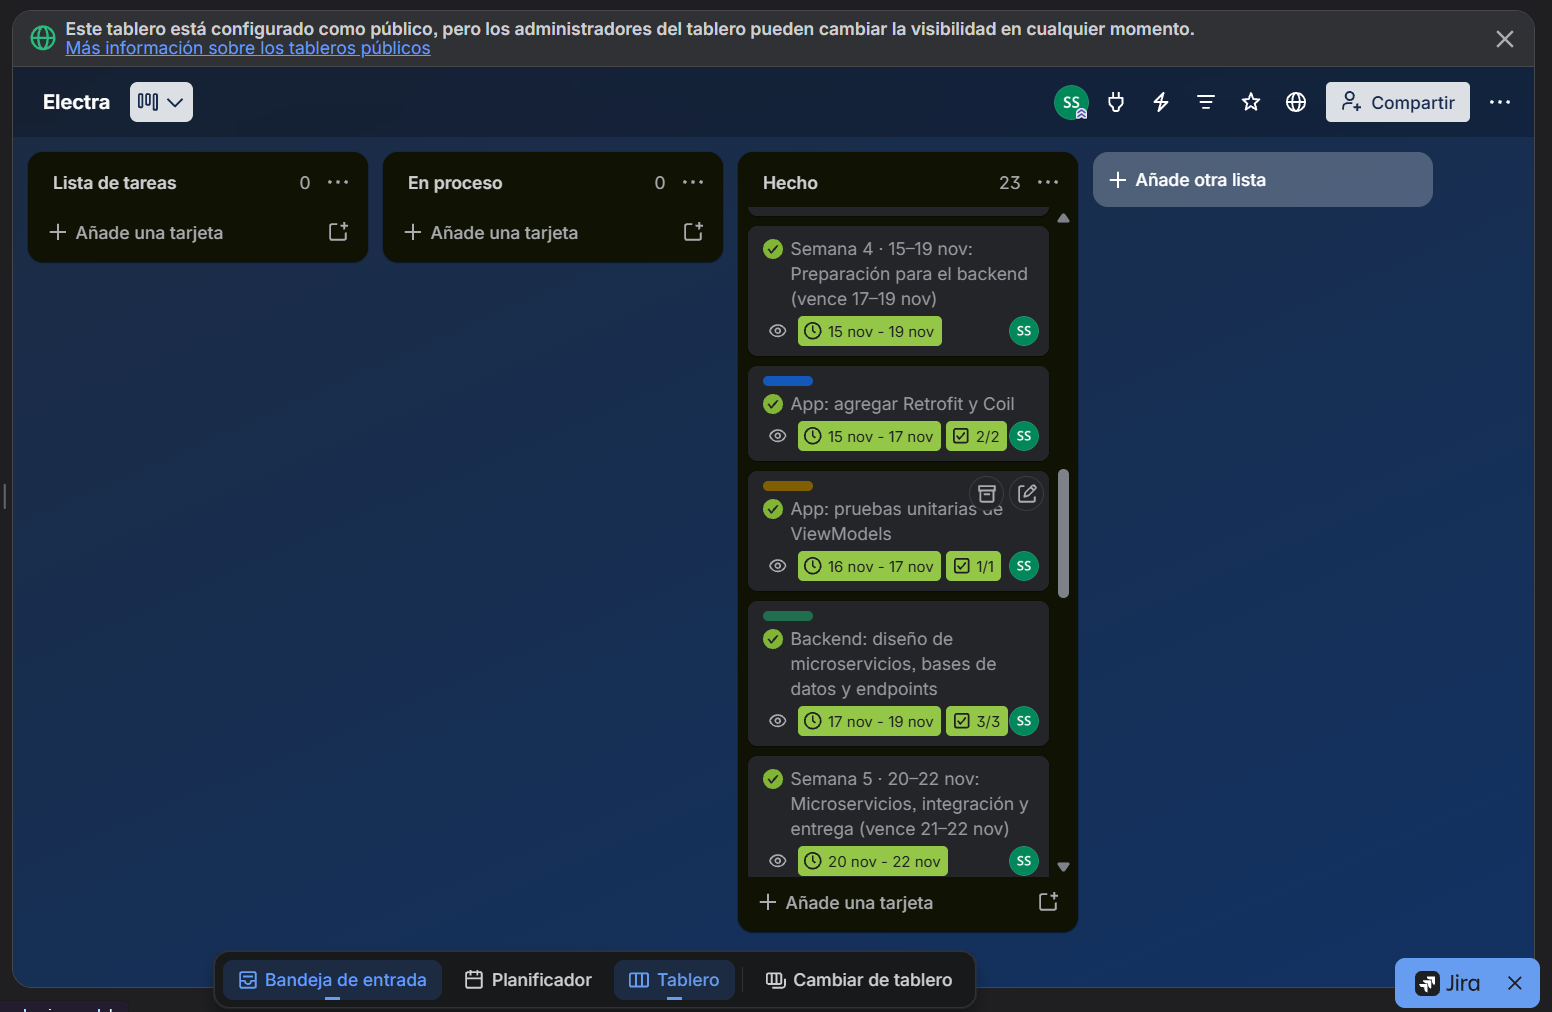 Este tablero está configurado como público, pero los administradores del tablero pueden cambiar la visibilidad en cualquier momento.
Más información sobre los tableros públicos
Electra
SS
Compartir
Lista de tareas 0
Añade una tarjeta
En proceso 0
Añade una tarjeta
Hecho 23
Semana 4 · 15–19 nov:
Preparación para el backend
(vence 17–19 nov)
15 nov - 19 nov SS
App: agregar Retrofit y Coil
15 nov - 17 nov 2/2 SS
App: pruebas unitarias de
ViewModels
16 nov - 17 nov 1/1 SS
Backend: diseño de
microservicios, bases de
datos y endpoints
17 nov - 19 nov 3/3 SS
Semana 5 · 20–22 nov:
Microservicios, integración y
entrega (vence 21–22 nov)
20 nov - 22 nov SS
Añade una tarjeta
Añade otra lista
Bandeja de entrada Planificador Tablero Cambiar de tablero
Jira